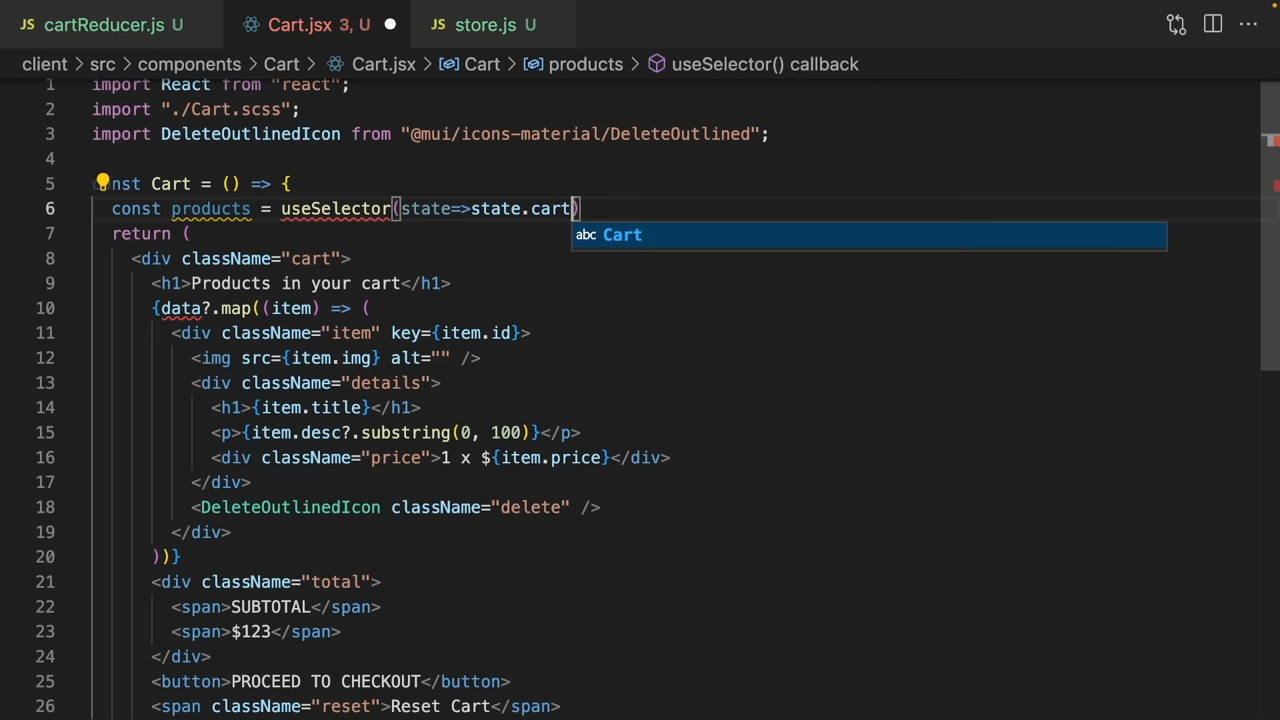 JS cartReducer.js U Cart.jsx 3, U JS store.js U
client > src > components > Cart > Cart.jsx > Cart > products > useSelector() callback
1 import React from "react";
2 import "./Cart.scss";
3 import DeleteOutlinedIcon from "@mui/icons-material/DeleteOutlined";
4
5 const Cart = () => {
6 const products = useSelector(state=>state.cart)
abc Cart
7 return (
8 <div className="cart">
9 <h1>Products in your cart</h1>
10 {data?.map((item) => (
11 <div className="item" key={item.id}>
12 <img src={item.img} alt="" />
13 <div className="details">
14 <h1>{item.title}</h1>
15 <p>{item.desc?.substring(0, 100)}</p>
16 <div className="price">1 x ${item.price}</div>
17 </div>
18 <DeleteOutlinedIcon className="delete" />
19 </div>
20 ))}
21 <div className="total">
22 <span>SUBTOTAL</span>
23 <span>$123</span>
24 </div>
25 <button>PROCEED TO CHECKOUT</button>
26 <span className="reset">Reset Cart</span>